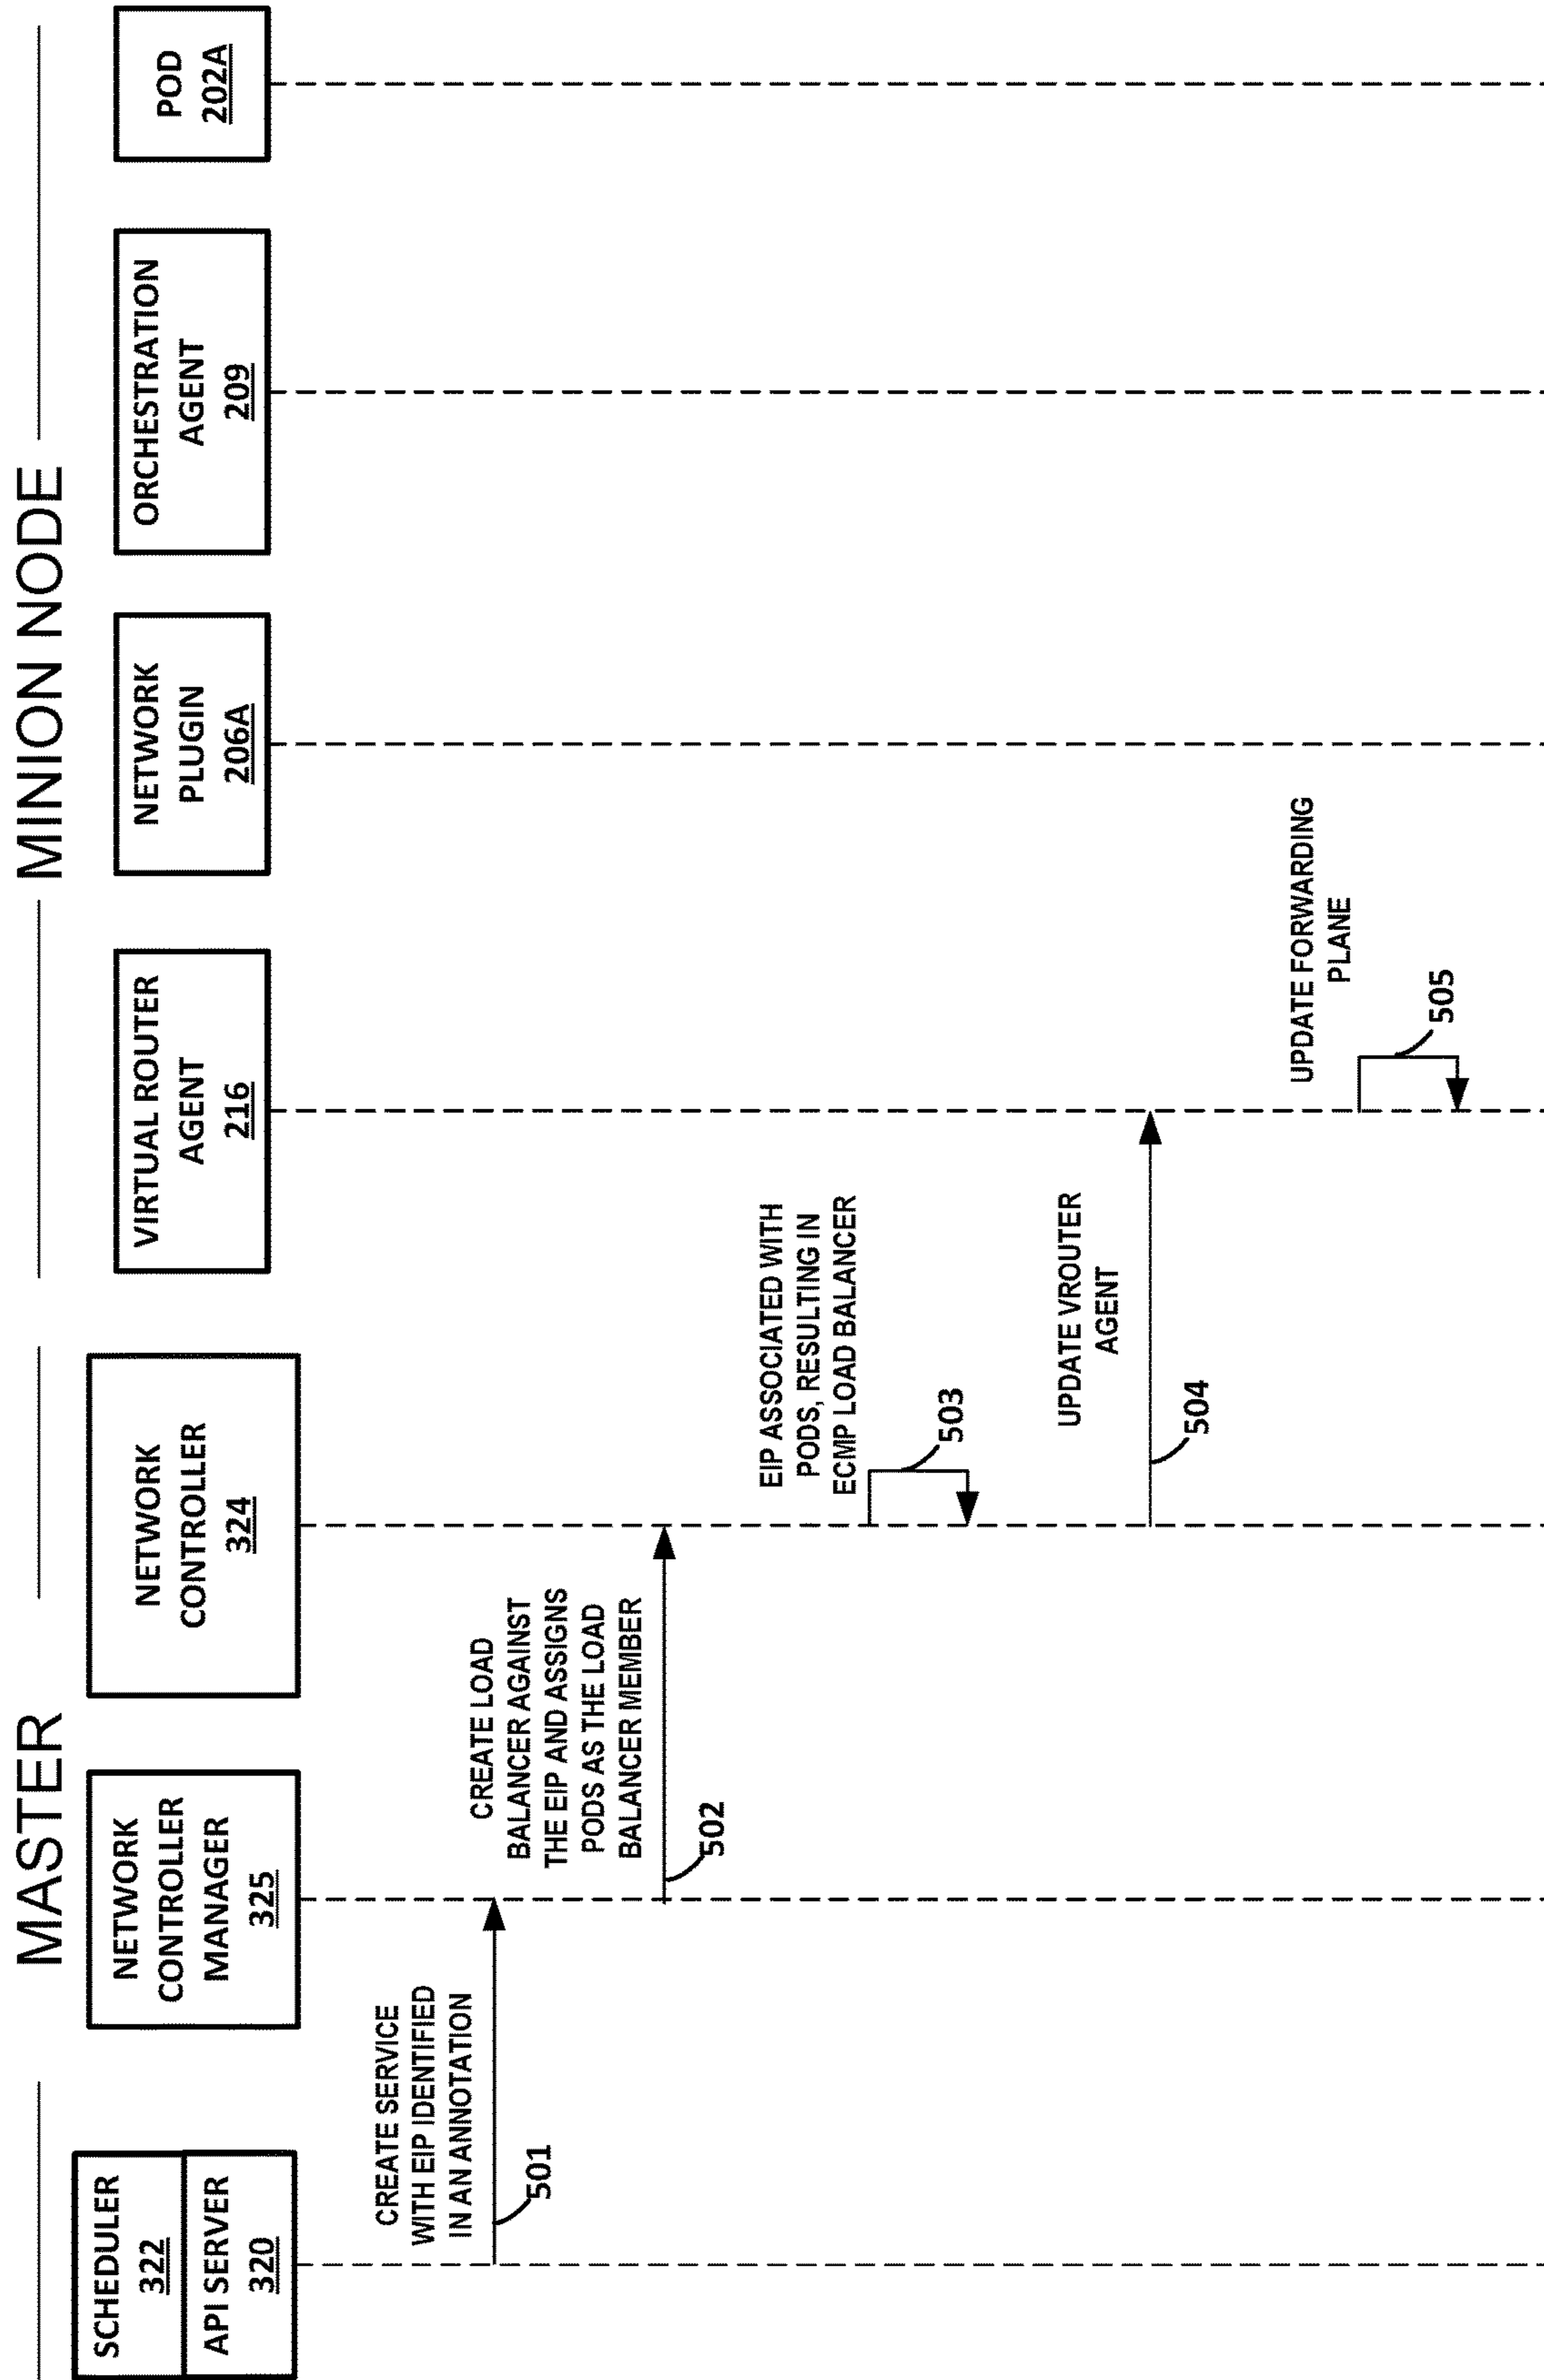 MASTER
MINION NODE
SCHEDULER
322
API SERVER
320
NETWORK
CONTROLLER
MANAGER
325
NETWORK
CONTROLLER
324
VIRTUAL ROUTER
AGENT
216
NETWORK
PLUGIN
206A
ORCHESTRATION
AGENT
209
POD
202A
CREATE SERVICE
WITH EIP IDENTIFIED
IN AN ANNOTATION
501
CREATE LOAD
BALANCER AGAINST
THE EIP AND ASSIGNS
PODS AS THE LOAD
BALANCER MEMBER
502
EIP ASSOCIATED WITH
PODS, RESULTING IN
ECMP LOAD BALANCER
503
UPDATE VROUTER
AGENT
504
UPDATE FORWARDING
PLANE
505